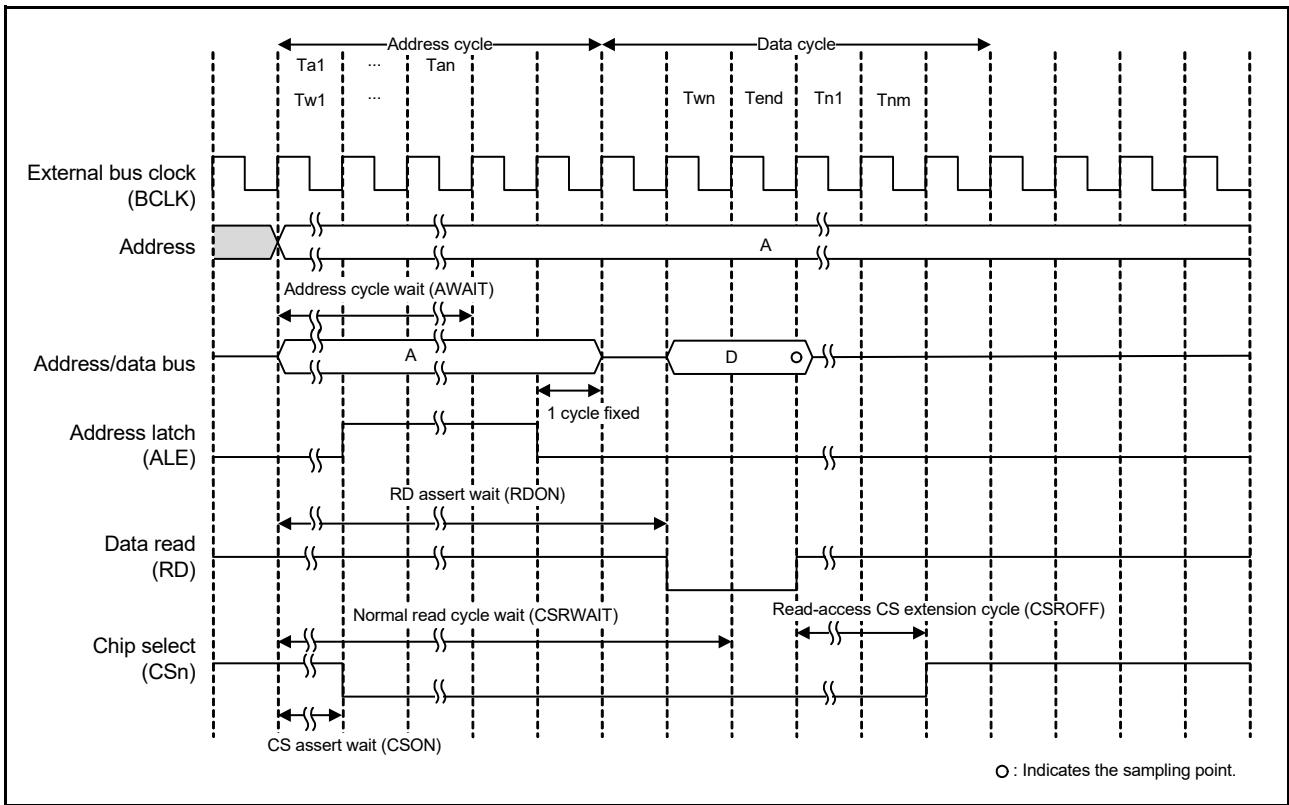 Address cycle Data cycle
Ta1 ... Tan
Tw1 ... Twn Tend Tn1 Tnm
External bus clock
(BCLK)
Address
A
Address cycle wait (AWAIT)
Address/data bus
A D
1 cycle fixed
Address latch
(ALE)
RD assert wait (RDON)
Data read
(RD)
Normal read cycle wait (CSRWAIT)
Read-access CS extension cycle (CSROFF)
Chip select
(CSn)
CS assert wait (CSON)
: Indicates the sampling point.